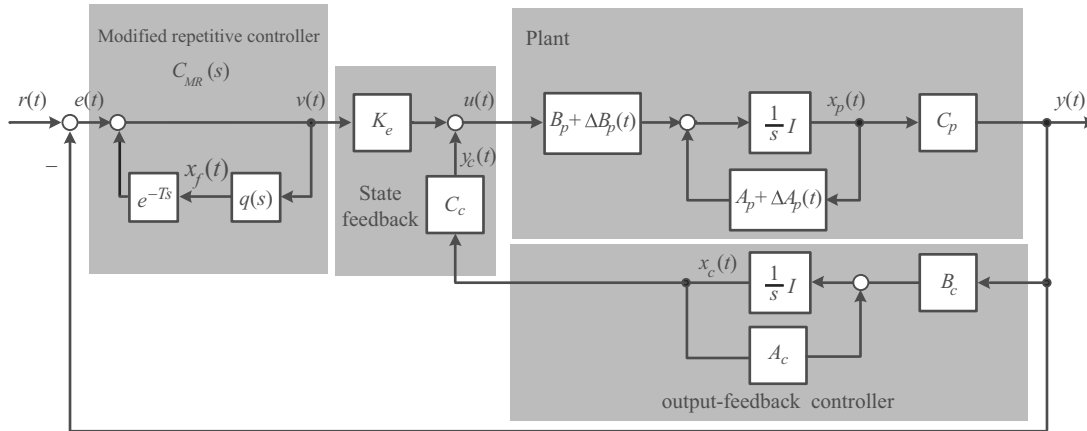 Modified repetitive controller
C_MR(s)
Plant
r(t)
e(t)
v(t)
u(t)
x_p(t)
y(t)
K_e
B_p + ΔB_p(t)
1/s I
C_p
−
x_f(t)
y_c(t)
e^{−Ts}
q(s)
State
feedback
C_c
A_p + ΔA_p(t)
x_c(t)
1/s I
B_c
A_c
output-feedback controller